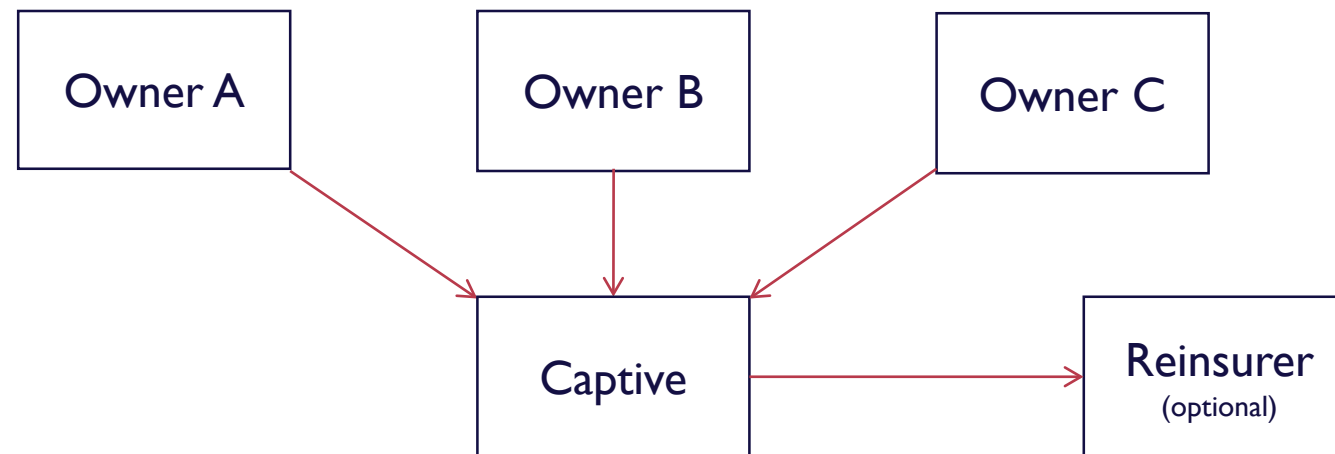 Owner A
Owner B
Owner C
Captive
Reinsurer
(optional)